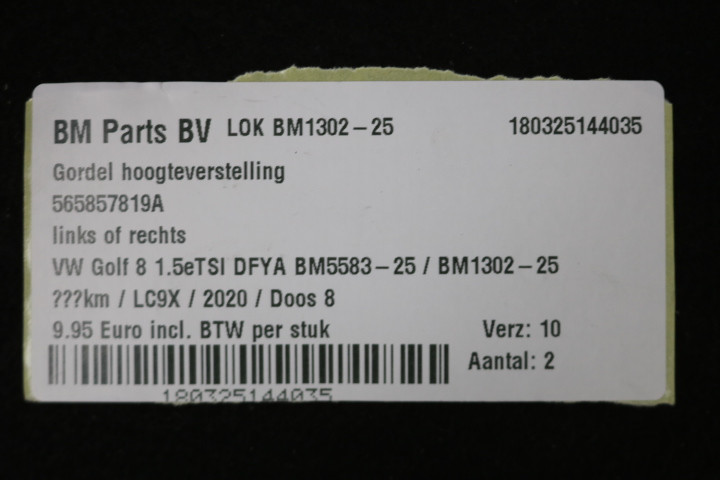 BM Parts BV LOK BM1302-25 180325144035
Gordel hoogteverstelling
565857819A
links of rechts
VW Golf 8 1.5eTSI DFYA BM5583-25 / BM1302-25
???km / LC9X / 2020 / Doos 8
9.95 Euro incl. BTW per stuk Verz: 10
Aantal: 2
180325144035